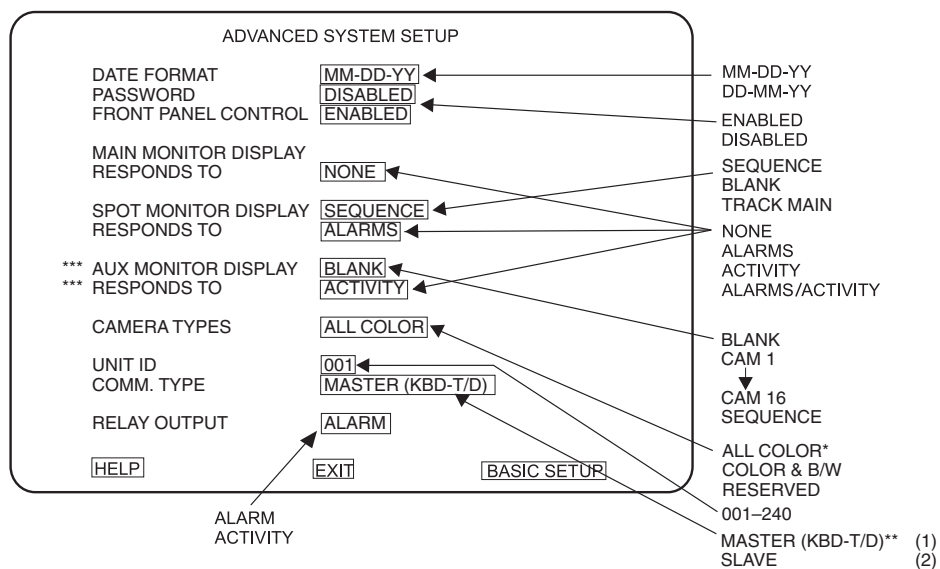 ADVANCED SYSTEM SETUP
DATE FORMAT MM-DD-YY
PASSWORD DISABLED
FRONT PANEL CONTROL ENABLED
MAIN MONITOR DISPLAY
RESPONDS TO NONE
SPOT MONITOR DISPLAY SEQUENCE
RESPONDS TO ALARMS
*** AUX MONITOR DISPLAY BLANK
*** RESPONDS TO ACTIVITY
CAMERA TYPES ALL COLOR
UNIT ID 001
COMM. TYPE MASTER (KBD-T/D)
RELAY OUTPUT ALARM
HELP EXIT BASIC SETUP
ALARM
ACTIVITY
MM-DD-YY
DD-MM-YY
ENABLED
DISABLED
SEQUENCE
BLANK
TRACK MAIN
NONE
ALARMS
ACTIVITY
ALARMS/ACTIVITY
BLANK
CAM 1
CAM 16
SEQUENCE
ALL COLOR*
COLOR & B/W
RESERVED
001–240
MASTER (KBD-T/D)** (1)
SLAVE (2)